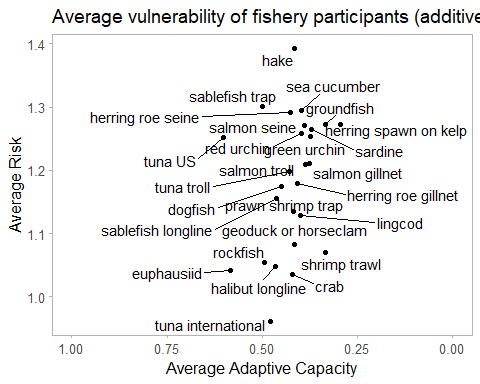 Average vulnerability of fishery participants (additive
1.4
hake
sea cucumber
sablefish trap
1.3
groundfish
herring roe seine
salmon seine
herring spawn on kelp
red urchin
green urchin
sardine
tuna US
1.2
salmon troll
salmon gillnet
tuna troll
herring roe gillnet
dogfish
prawn shrimp trap
lingcod
sablefish longline
geoduck or horseclam
1.1
rockfish
shrimp trawl
euphausiid
halibut longline
crab
1.0
tuna international
Average Risk
1.00
0.75
0.50
0.25
0.00
Average Adaptive Capacity